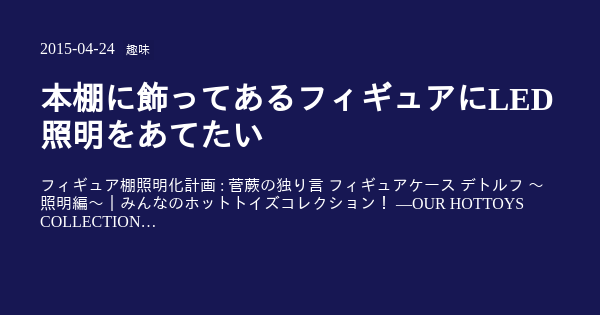 2015-04-24 趣味
本棚に飾ってあるフィギュアにLED
照明をあてたい
フィギュア棚照明化計画 : 菅蕨の独り言 フィギュアケース デトルフ 〜
照明編〜｜みんなのホットトイズコレクション！ —OUR HOTTOYS
COLLECTION…